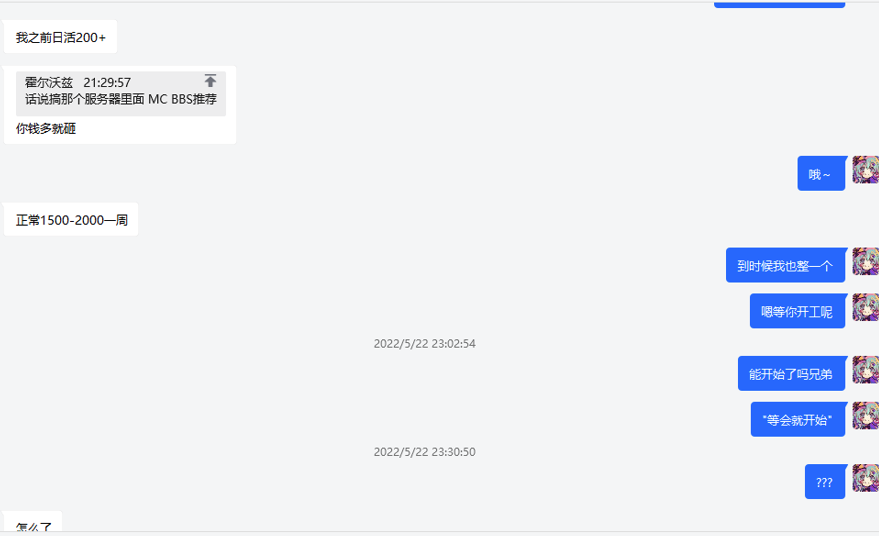 我之前日活200+
霍尔沃兹 21:29:57
话说搞那个服务器里面 MC BBS推荐
你钱多就砸
哦~
正常1500-2000一周
到时候我也整一个
嗯等你开工呢
2022/5/22 23:02:54
能开始了吗兄弟
"等会就开始"
2022/5/22 23:30:50
???
怎么了